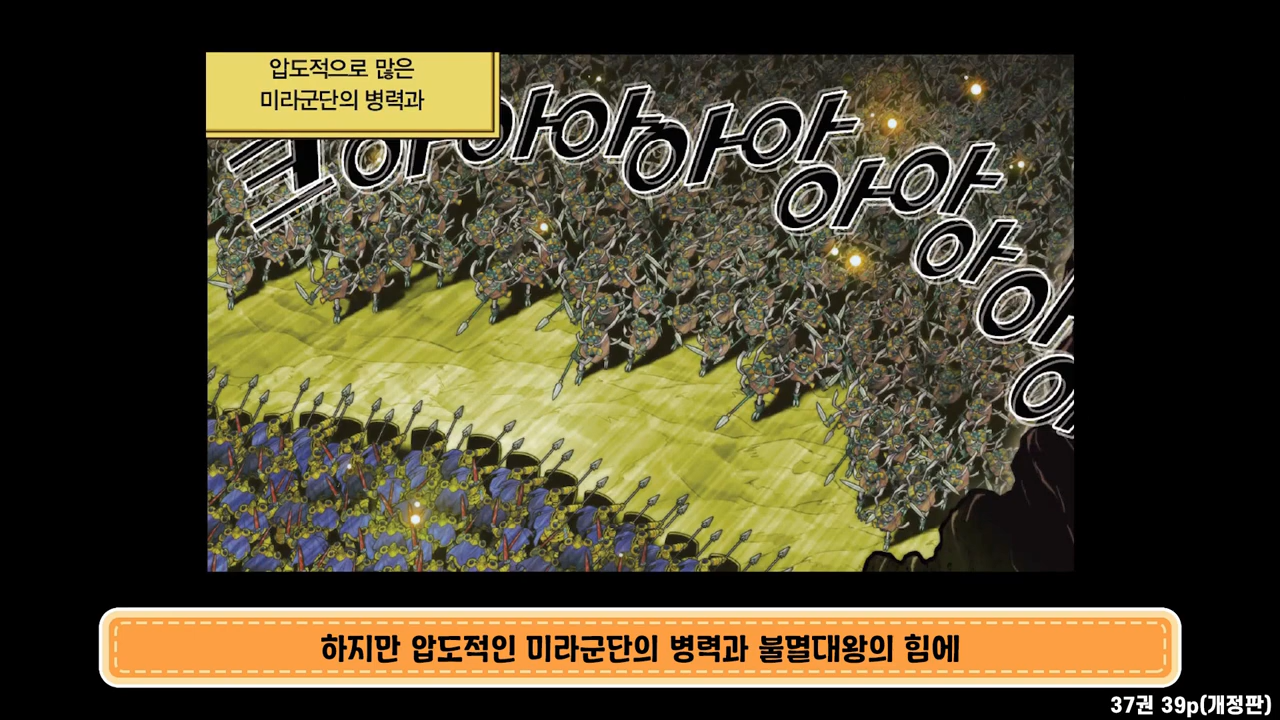 압도적으로 많은
미라군단의 병력과
크아아아아아아아아아아
하지만 압도적인 미라군단의 병력과 불멸대왕의 힘에
37권 39p(개정판)